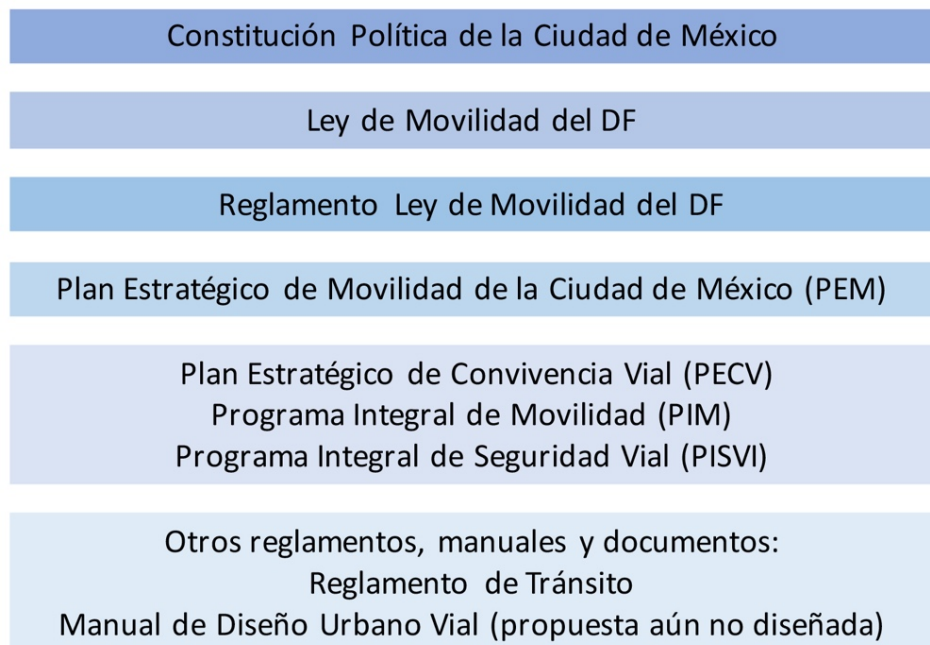 Constitución Política de la Ciudad de México
Ley de Movilidad del DF
Reglamento Ley de Movilidad del DF
Plan Estratégico de Movilidad de la Ciudad de México (PEM)
Plan Estratégico de Convivencia Vial (PECV)
Programa Integral de Movilidad (PIM)
Programa Integral de Seguridad Vial (PISVI)
Otros reglamentos, manuales y documentos:
Reglamento de Tránsito
Manual de Diseño Urbano Vial (propuesta aún no diseñada)